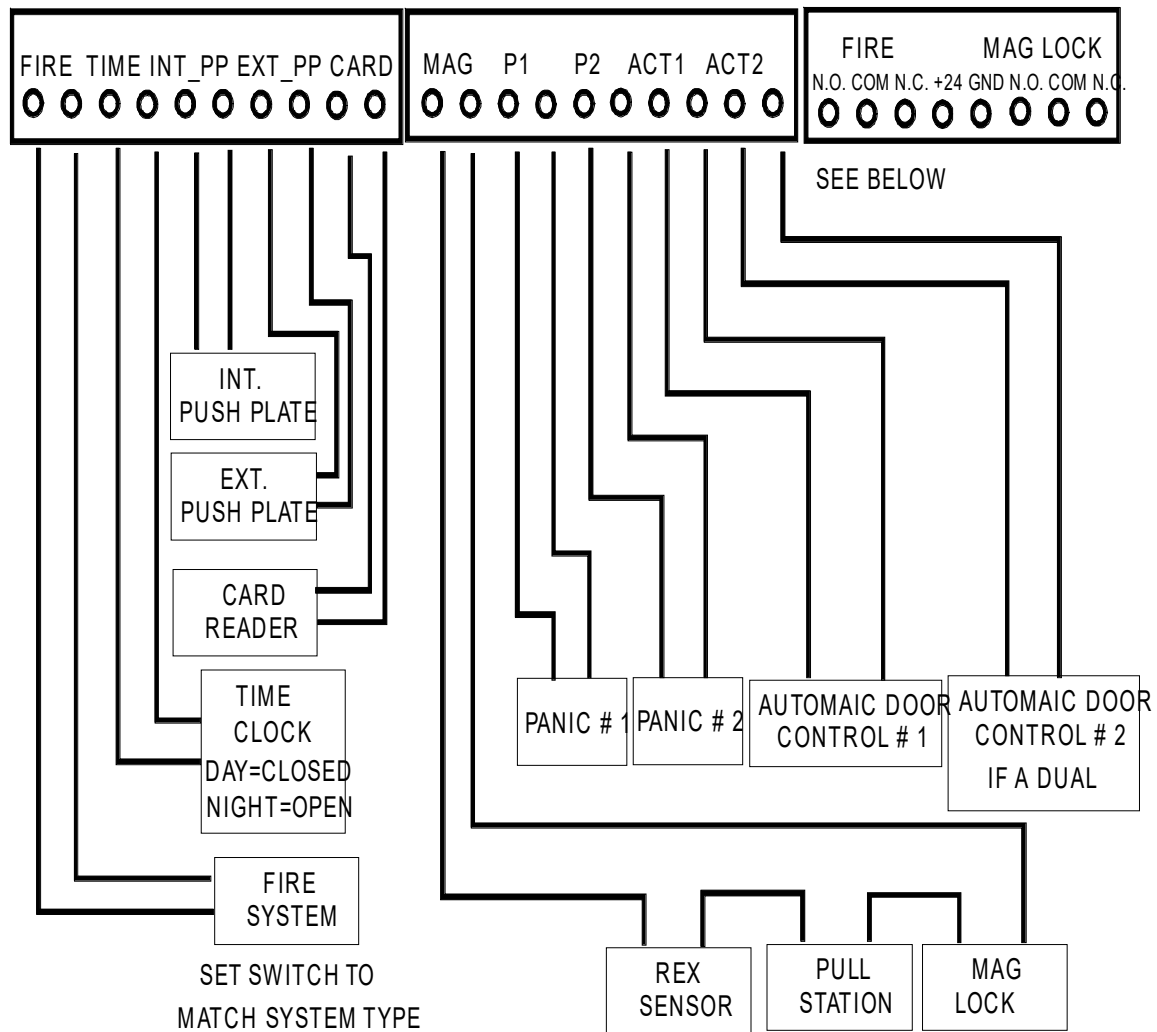 FIRE TIME INT_PP EXT_PP CARD
MAG P1 P2 ACT1 ACT2
FIRE MAG LOCK
N.O. COM N.C. +24 GND N.O. COM N.C.
SEE BELOW
INT.
PUSH PLATE
EXT.
PUSH PLATE
CARD
READER
TIME
CLOCK
DAY=CLOSED
NIGHT=OPEN
PANIC # 1
PANIC # 2
AUTOMAIC DOOR
CONTROL # 1
AUTOMAIC DOOR
CONTROL # 2
IF A DUAL
FIRE
SYSTEM
SET SWITCH TO
MATCH SYSTEM TYPE
REX
SENSOR
PULL
STATION
MAG
LOCK